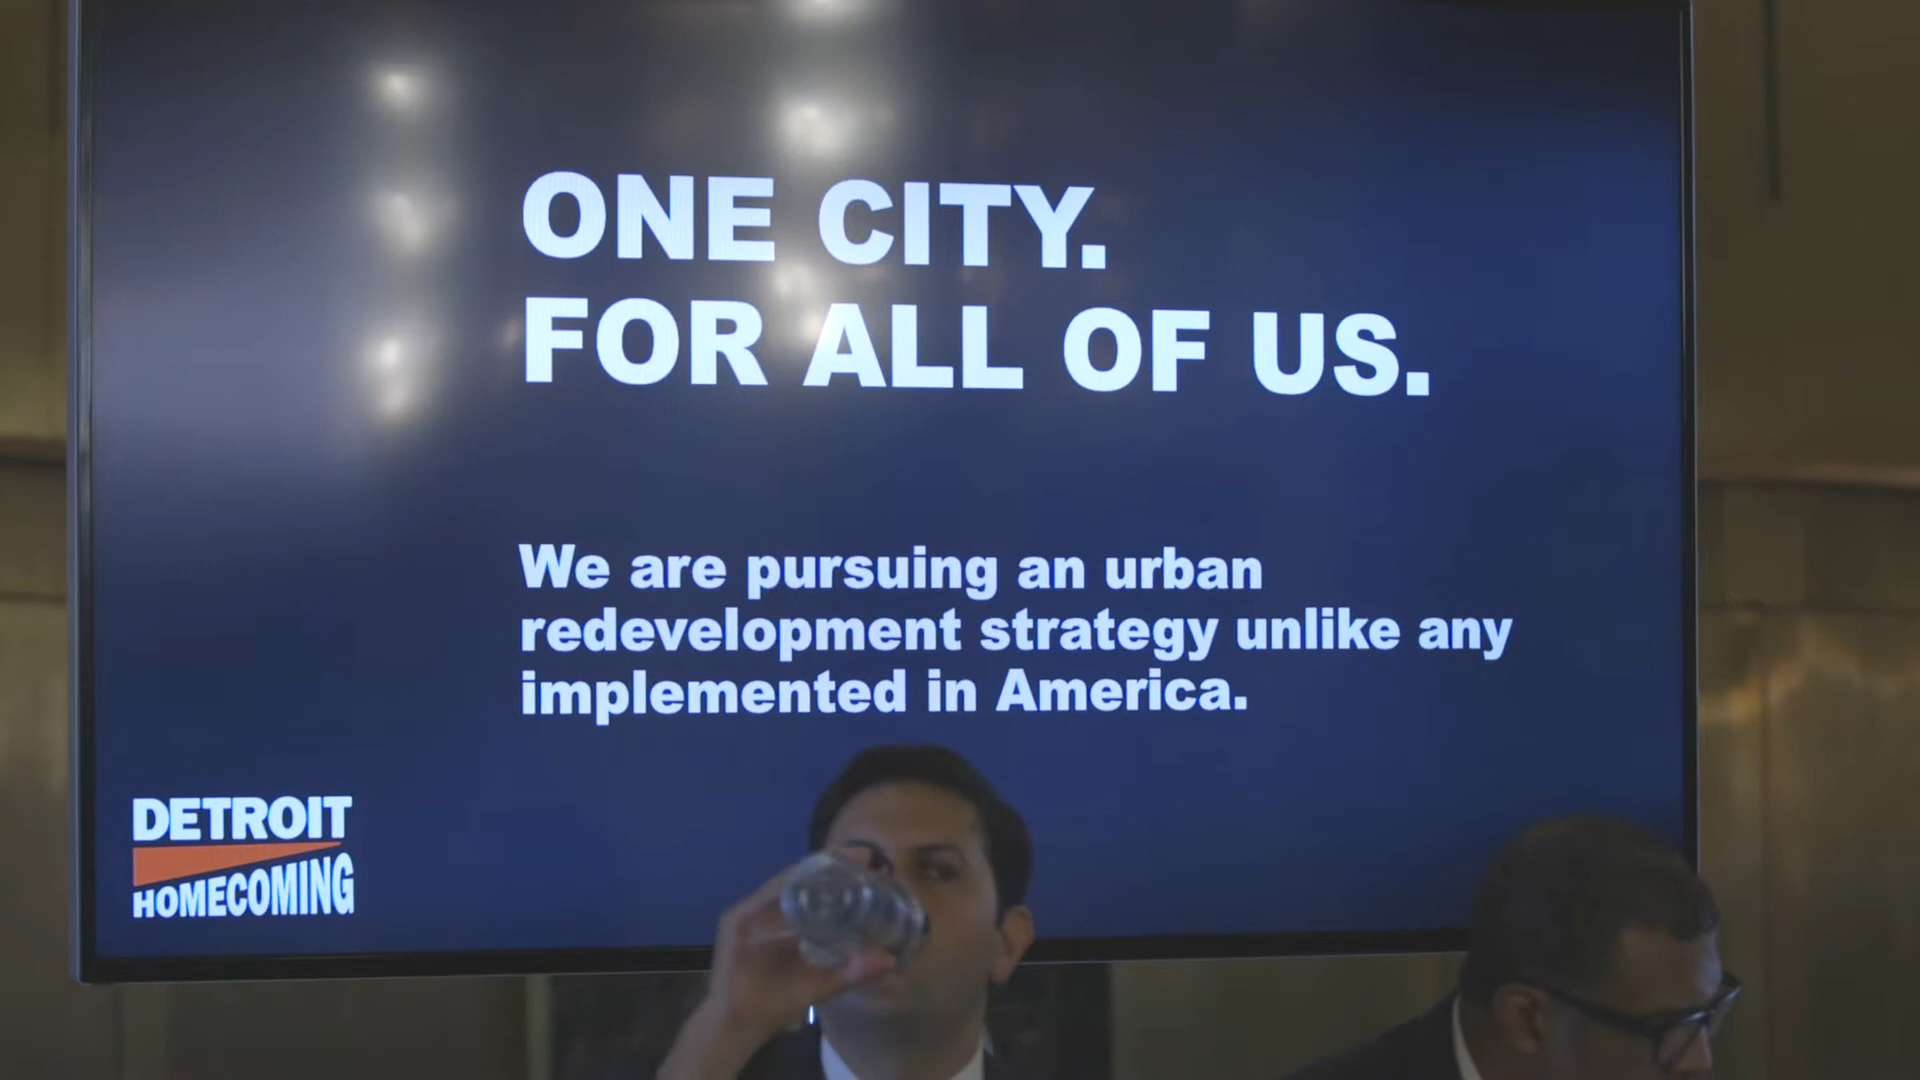 ONE CITY.
FOR ALL OF US.
We are pursuing an urban
redevelopment strategy unlike any
implemented in America.
DETROIT
HOMECOMING